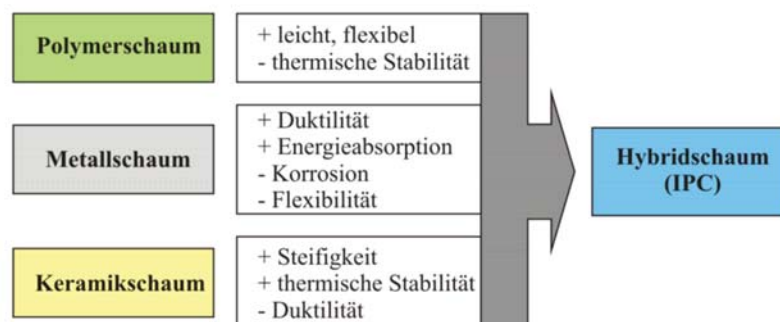 Polymerschaum
+ leicht, flexibel
- thermische Stabilität
Metallschaum
+ Duktilität
+ Energieabsorption
- Korrosion
- Flexibilität
Keramikschaum
+ Steifigkeit
+ thermische Stabilität
- Duktilität
Hybridschaum
(IPC)